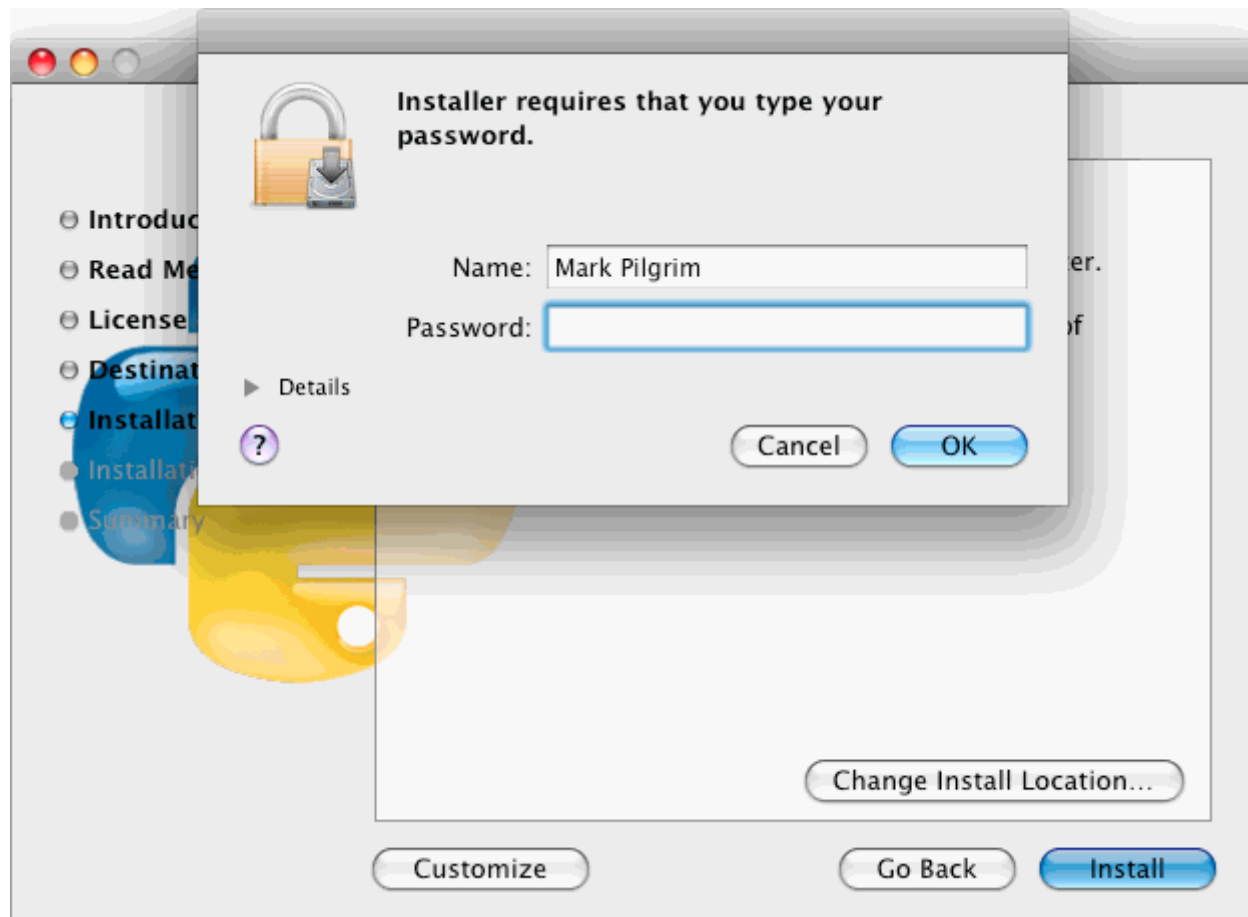 Installer requires that you type your
password.
Introduc
Name: Mark Pilgrim
er.
Read Me
License
Password:
of
Destinat
Details
Installat
?
Cancel
OK
Installati
Summary
Change Install Location...
Customize
Go Back
Install